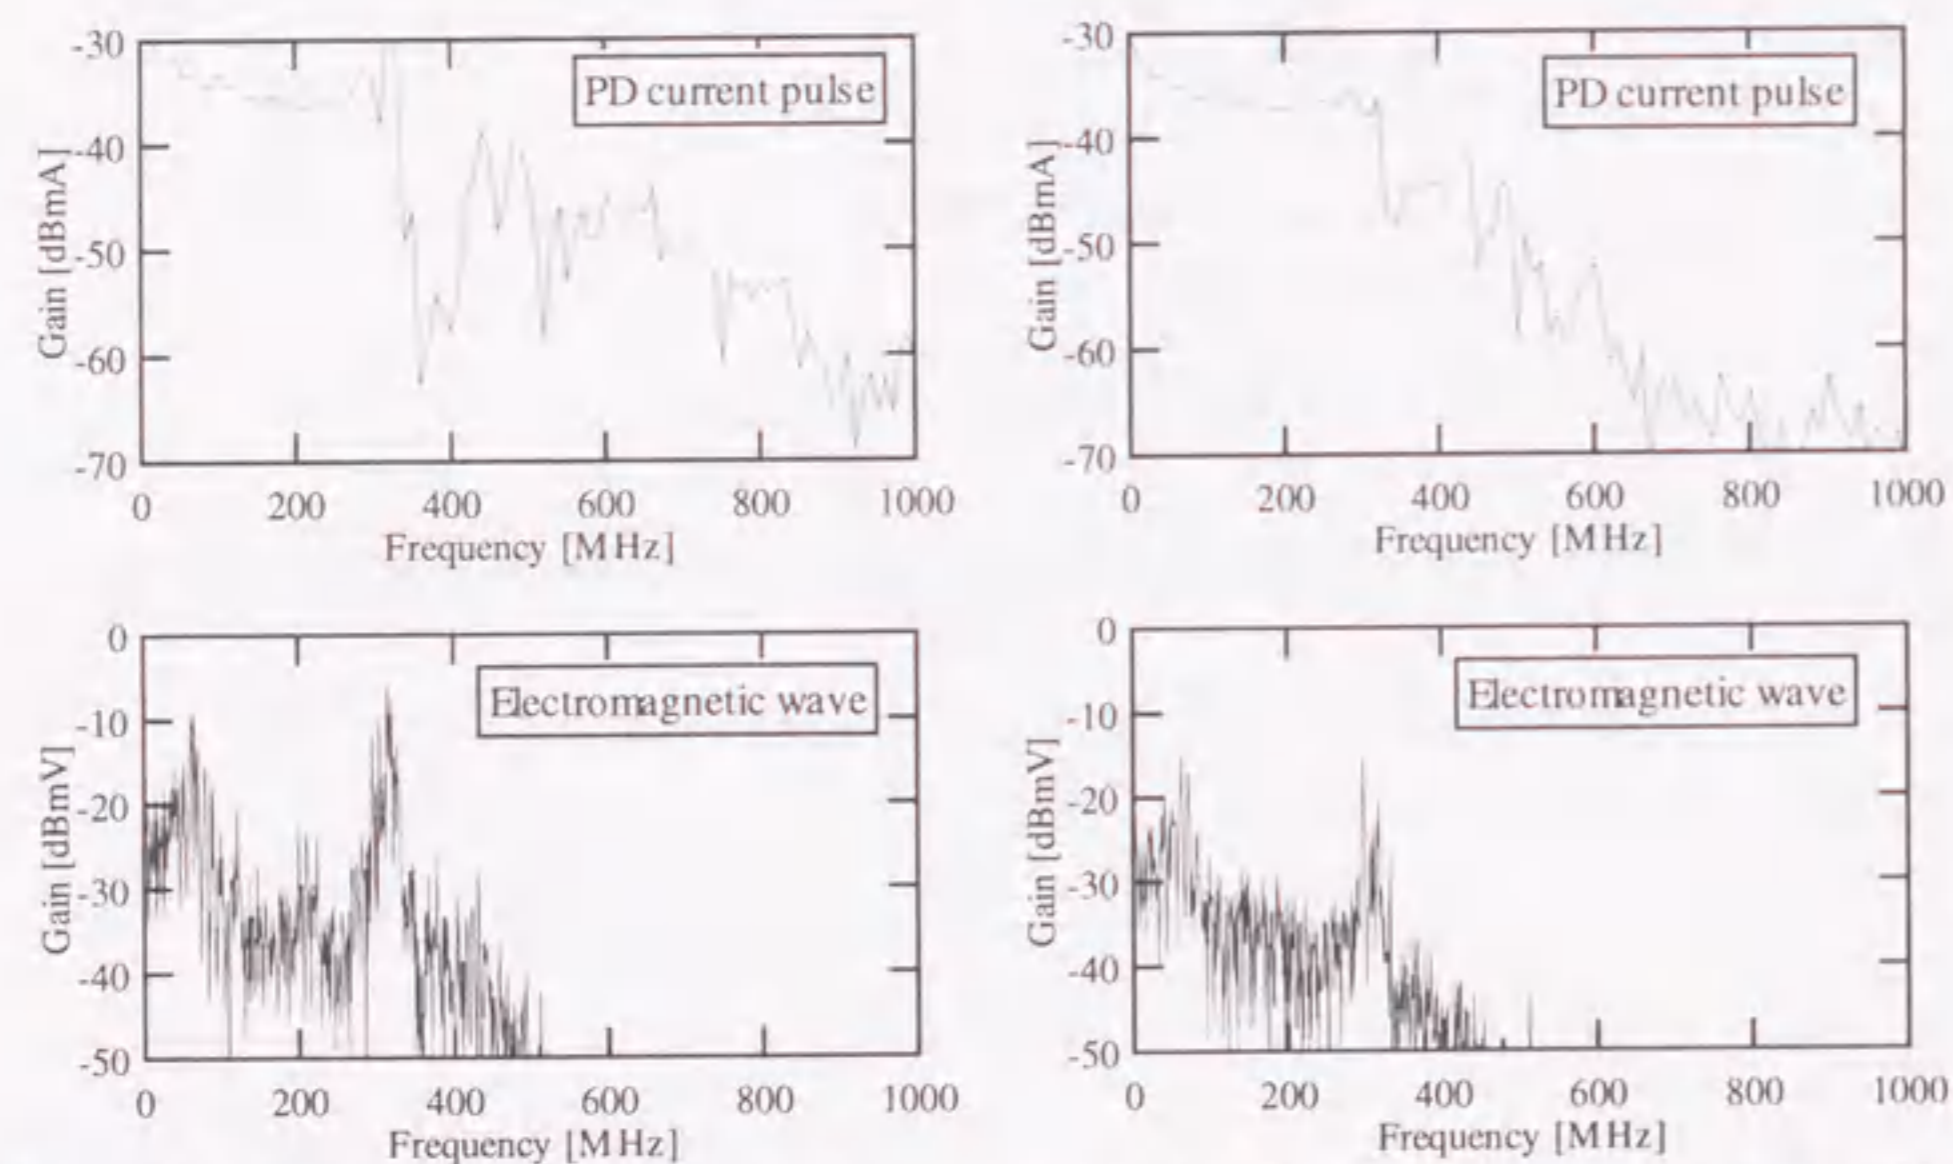 -30
PD current pulse
-40
-50
-60
-70
Gain [dBmA]
0 200 400 600 800 1000
Frequency [MHz]
-30
PD current pulse
-40
-50
-60
-70
Gain [dBmA]
0 200 400 600 800 1000
Frequency [MHz]
0
Electromagnetic wave
-10
-20
-30
-40
-50
Gain [dBmV]
0 200 400 600 800 1000
Frequency [MHz]
0
Electromagnetic wave
-10
-20
-30
-40
-50
Gain [dBmV]
0 200 400 600 800 1000
Frequency [MHz]